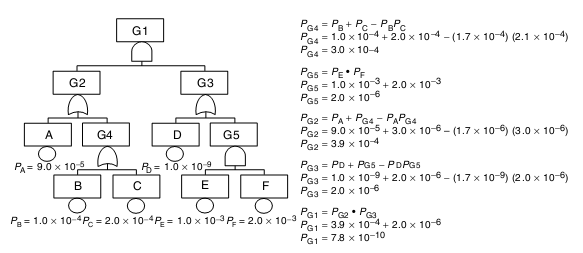 G1
G2
G3
A
G4
D
G5
P_A = 9.0 × 10^-5
P_D = 1.0 × 10^-9
B
C
E
F
P_B = 1.0 × 10^-4 P_C = 2.0 × 10^-4 P_E = 1.0 × 10^-3 P_F = 2.0 × 10^-3
P_G4 = P_B + P_C – P_BP_C
P_G4 = 1.0 × 10^-4 + 2.0 × 10^-4 – (1.7 × 10^-4) (2.1 × 10^-4)
P_G4 = 3.0 × 10^-4
P_G5 = P_E • P_F
P_G5 = 1.0 × 10^-3 + 2.0 × 10^-3
P_G5 = 2.0 × 10^-6
P_G2 = P_A + P_G4 – P_AP_G4
P_G2 = 9.0 × 10^-5 + 3.0 × 10^-6 – (1.7 × 10^-6) (3.0 × 10^-6)
P_G2 = 3.9 × 10^-4
P_G3 = P_D + P_G5 – P_DP_G5
P_G3 = 1.0 × 10^-9 + 2.0 × 10^-6 – (1.7 × 10^-9) (2.0 × 10^-6)
P_G3 = 2.0 × 10^-6
P_G1 = P_G2 • P_G3
P_G1 = 3.9 × 10^-4 + 2.0 × 10^-6
P_G1 = 7.8 × 10^-10